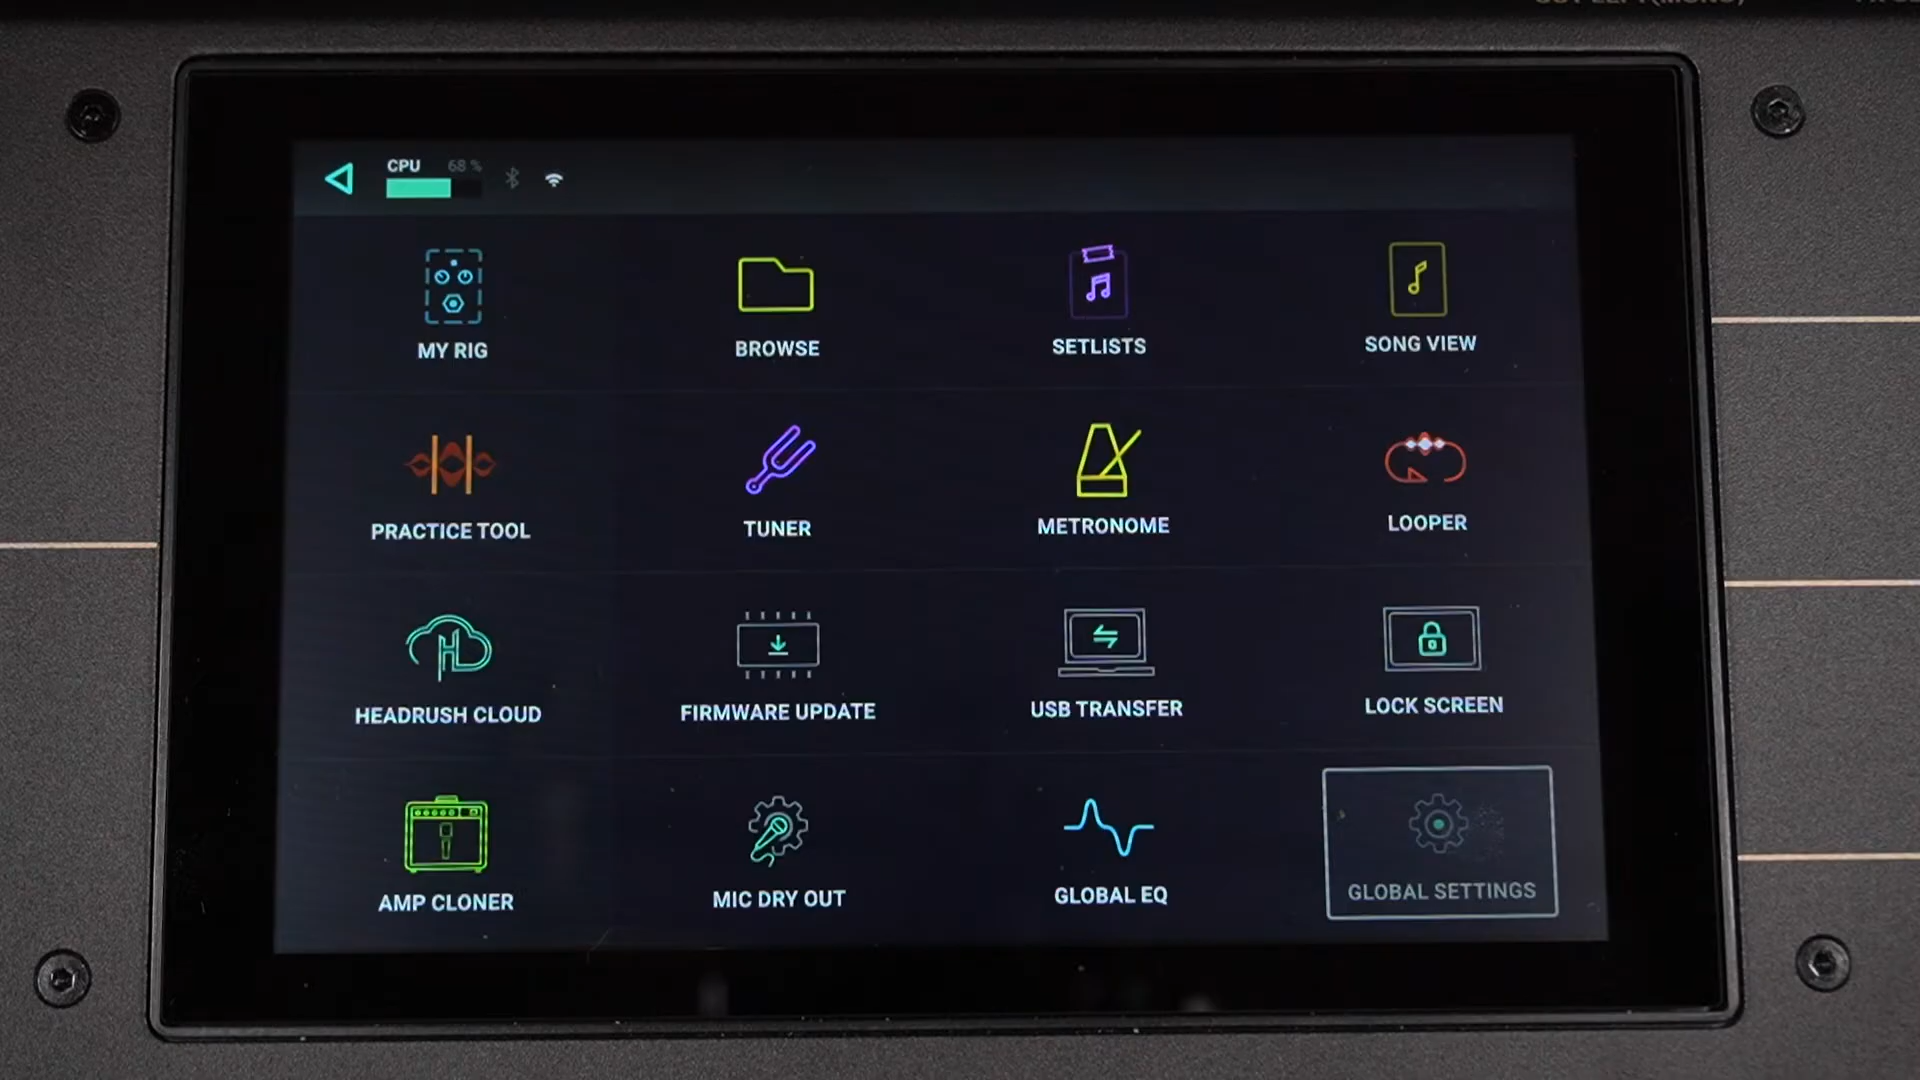 CPU 68 %
MY RIG
BROWSE
SETLISTS
SONG VIEW
PRACTICE TOOL
TUNER
METRONOME
LOOPER
HEADRUSH CLOUD
FIRMWARE UPDATE
USB TRANSFER
LOCK SCREEN
AMP CLONER
MIC DRY OUT
GLOBAL EQ
GLOBAL SETTINGS